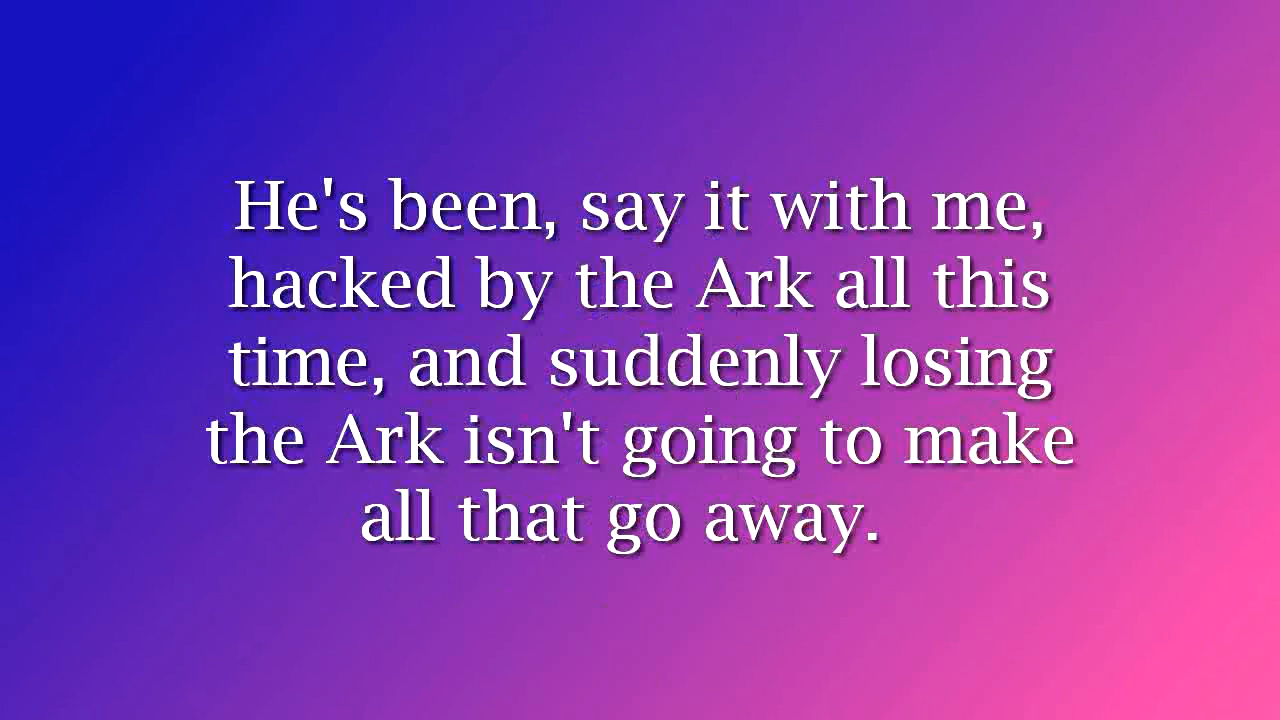 He's been, say it with me,
hacked by the Ark all this
time, and suddenly losing
the Ark isn't going to make
all that go away.